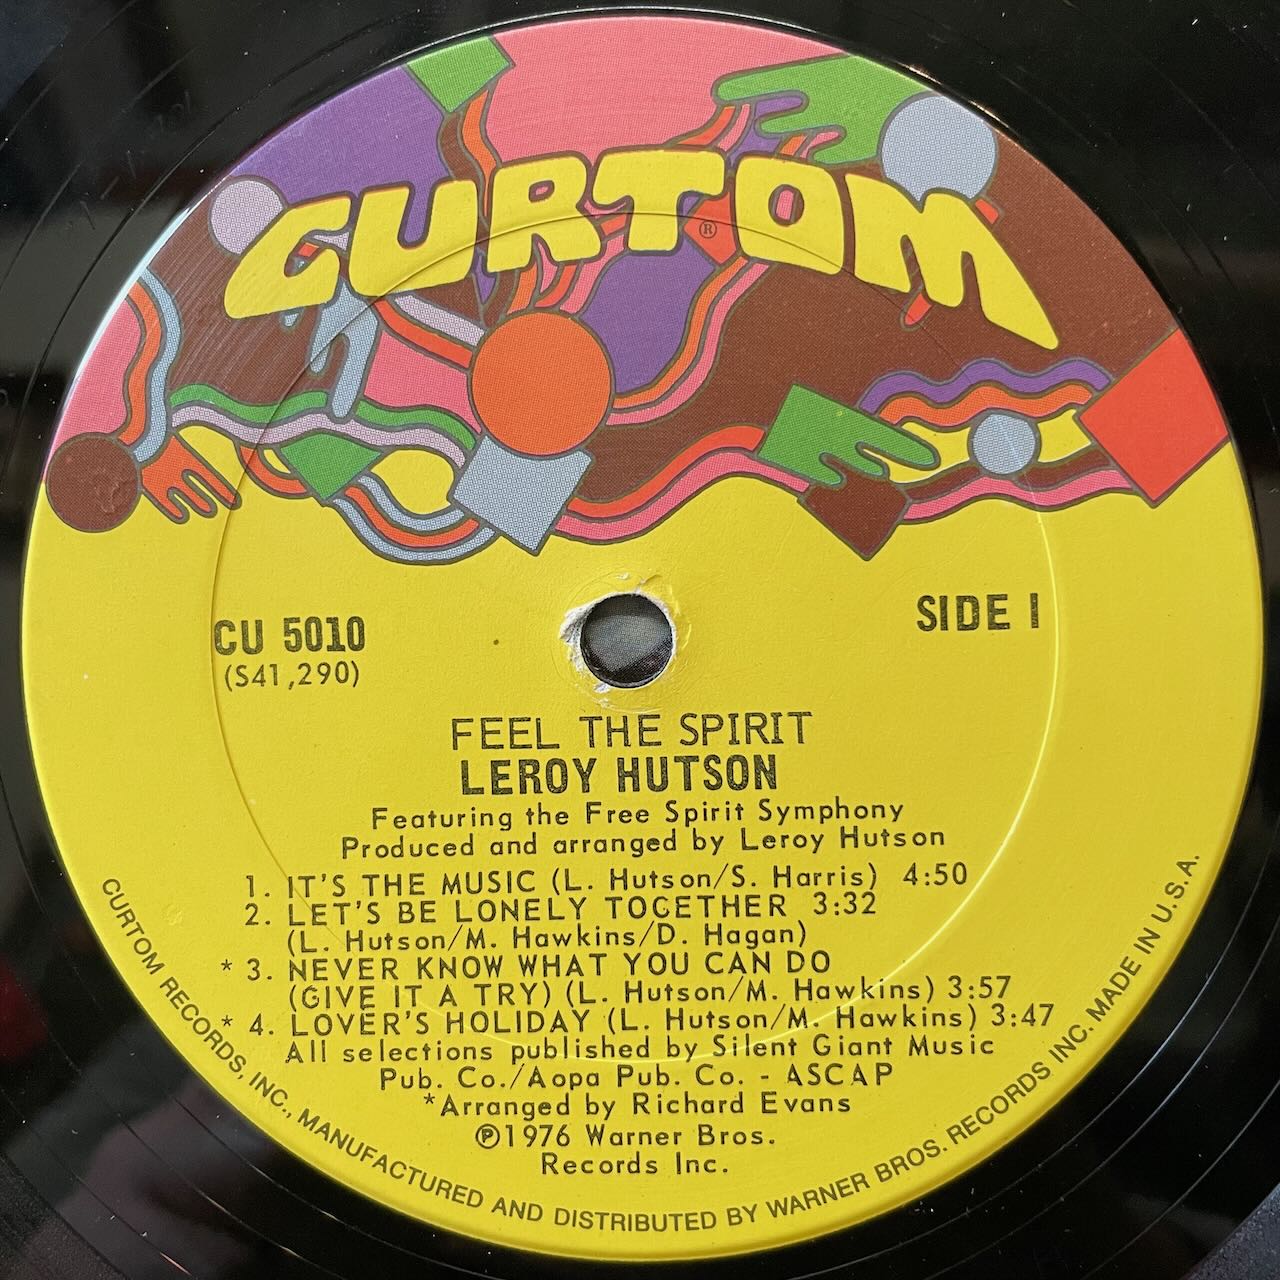 CURTOM
®
CU 5010
(S41,290)
SIDE 1
FEEL THE SPIRIT
LEROY HUTSON
Featuring the Free Spirit Symphony
Produced and arranged by Leroy Hutson
1. IT'S THE MUSIC (L. Hutson/S. Harris) 4:50
2. LET'S BE LONELY TOGETHER 3:32
(L. Hutson/M. Hawkins/D. Hagan)
* 3. NEVER KNOW WHAT YOU CAN DO
(GIVE IT A TRY) (L. Hutson/M. Hawkins) 3:57
* 4. LOVER'S HOLIDAY (L. Hutson/M. Hawkins) 3:47
All selections published by Silent Giant Music
Pub. Co./Aopa Pub. Co. - ASCAP
*Arranged by Richard Evans
℗1976 Warner Bros.
Records Inc.
CURTOM RECORDS, INC., MANUFACTURED AND DISTRIBUTED BY WARNER BROS. RECORDS INC. MADE IN U.S.A.